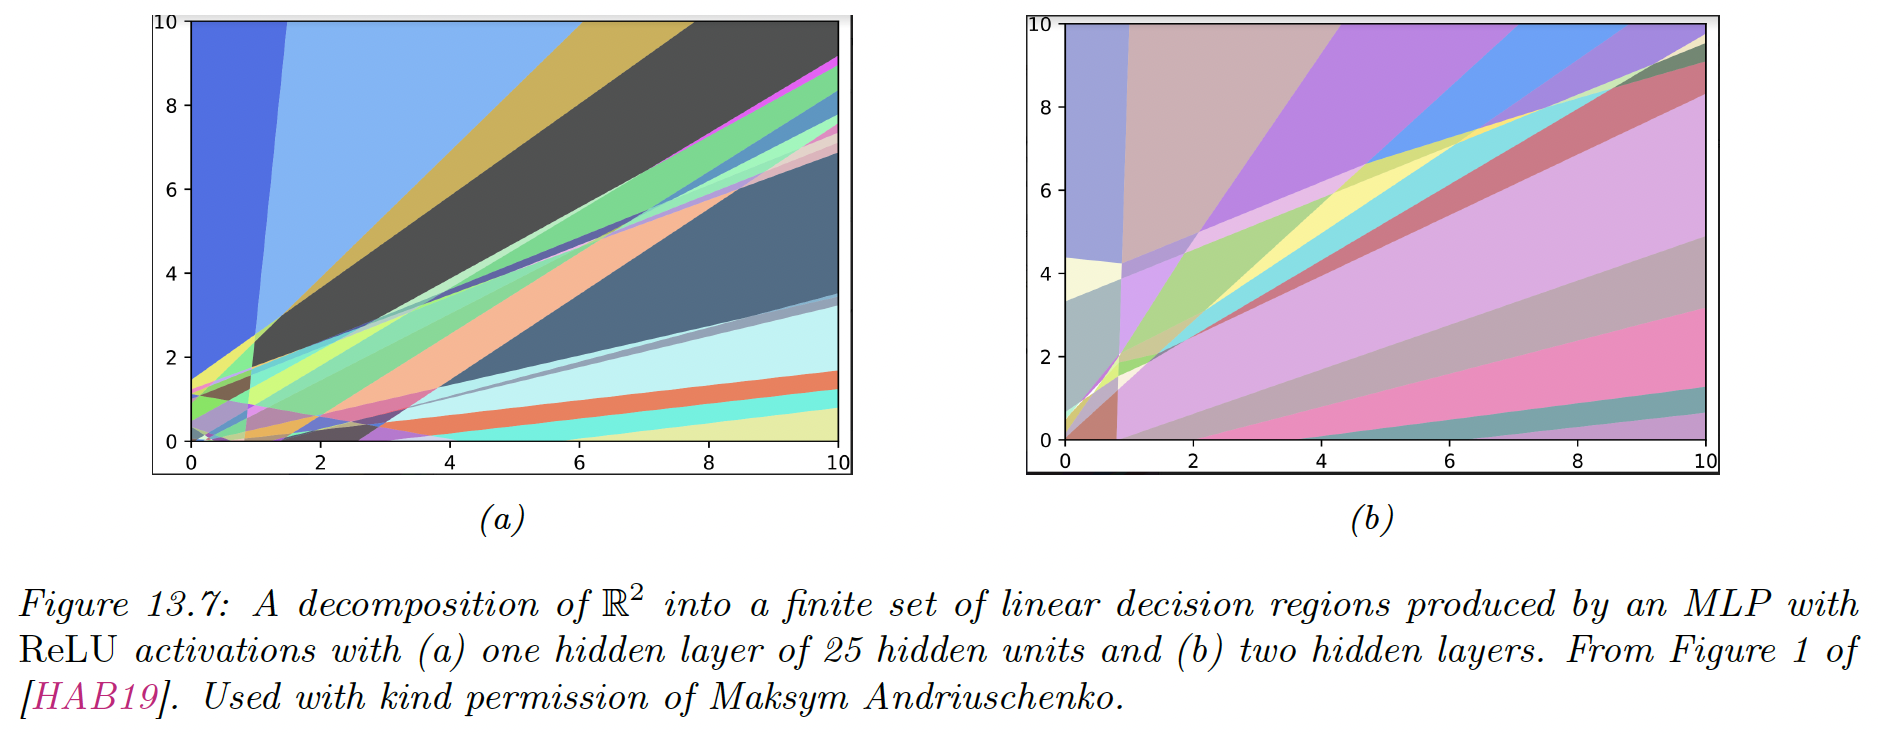 10
8
6
4
2
0
0 2 4 6 8 10
10
8
6
4
2
0
0 2 4 6 8 10
(a)
(b)
Figure 13.7: A decomposition of ℝ² into a finite set of linear decision regions produced by an MLP with
ReLU activations with (a) one hidden layer of 25 hidden units and (b) two hidden layers. From Figure 1 of
[HAB19]. Used with kind permission of Maksym Andriuschenko.